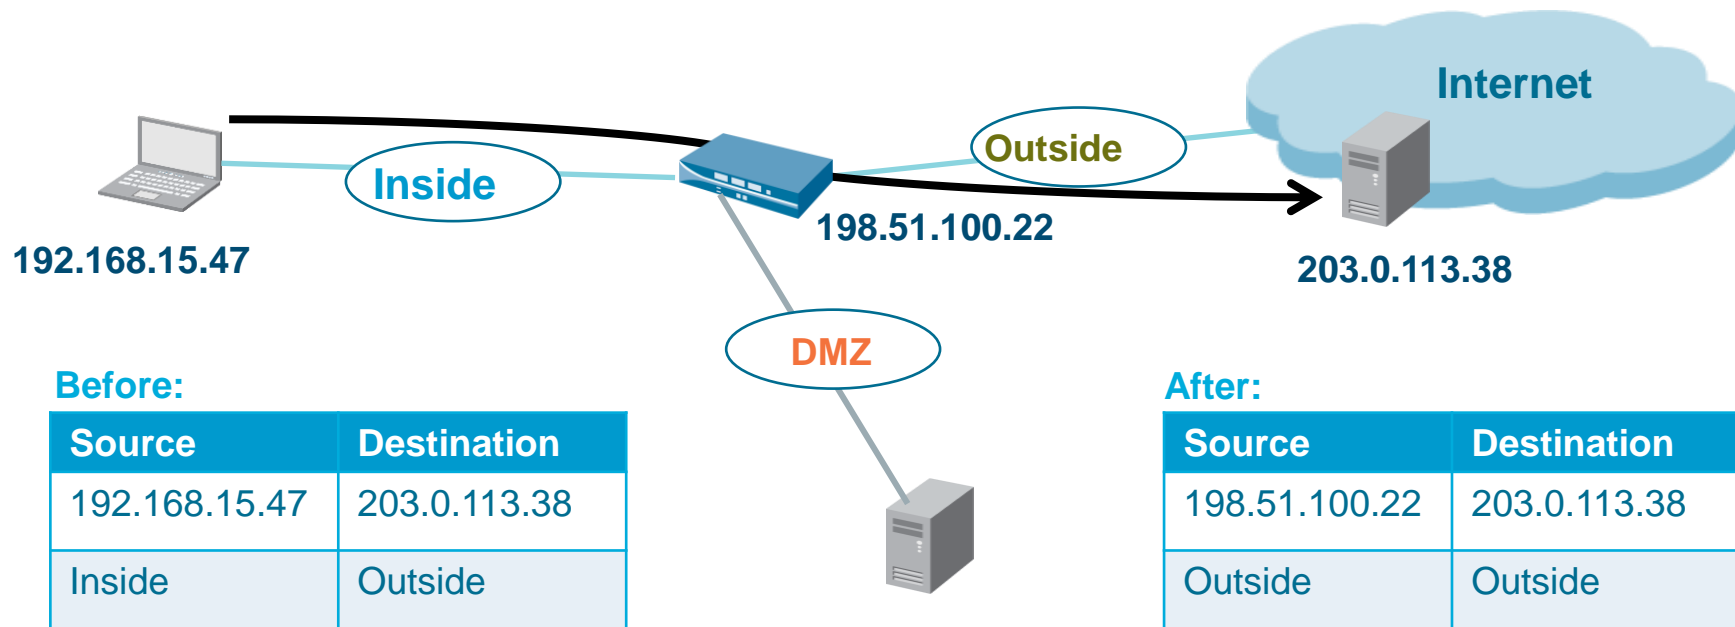 Internet
Outside
Inside
198.51.100.22
192.168.15.47
203.0.113.38
DMZ
Before:
Source Destination
192.168.15.47 203.0.113.38
Inside Outside
After:
Source Destination
198.51.100.22 203.0.113.38
Outside Outside